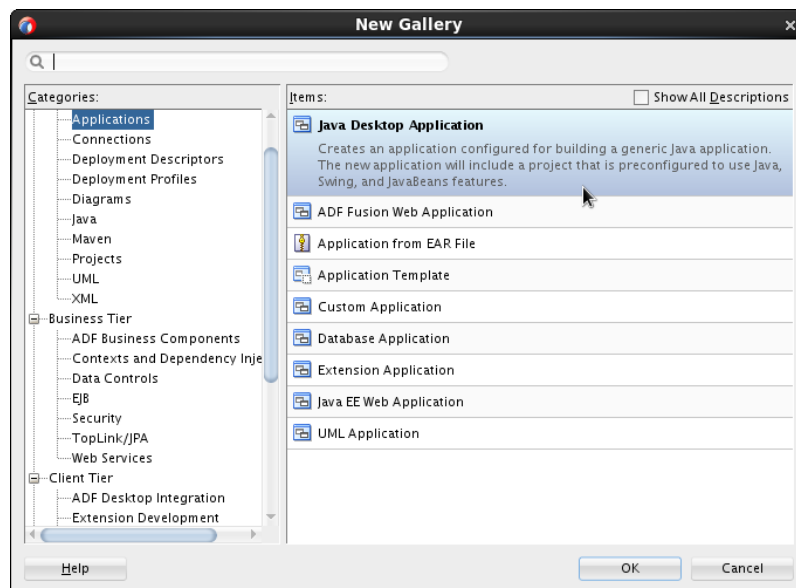 New Gallery
Categories:
Applications
Connections
Deployment Descriptors
Deployment Profiles
Diagrams
Java
Maven
Projects
UML
XML
Business Tier
ADF Business Components
Contexts and Dependency Inje
Data Controls
EJB
Security
TopLink/JPA
Web Services
Client Tier
ADF Desktop Integration
Extension Development
Items:
Show All Descriptions
Java Desktop Application
Creates an application configured for building a generic Java application.
The new application will include a project that is preconfigured to use Java,
Swing, and JavaBeans features.
ADF Fusion Web Application
Application from EAR File
Application Template
Custom Application
Database Application
Extension Application
Java EE Web Application
UML Application
Help
OK
Cancel